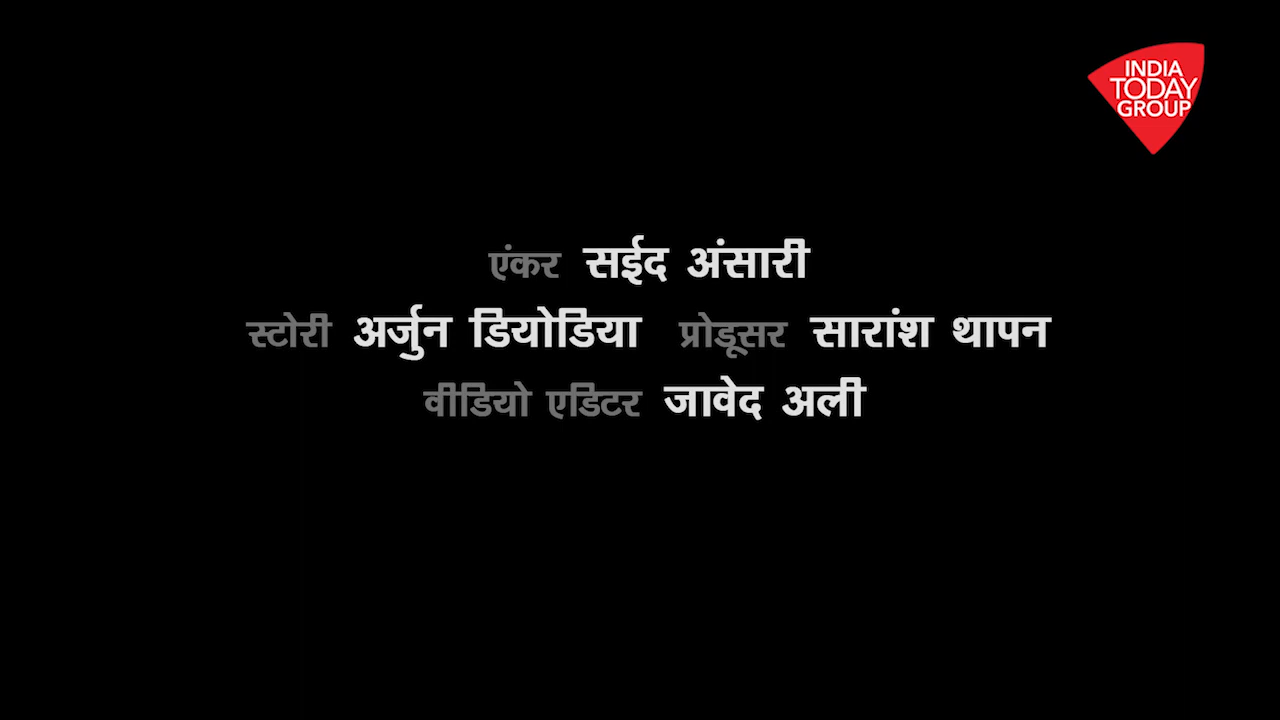 INDIA
TODAY
GROUP
एंकर सईद अंसारी
स्टोरी अर्जुन डियोडिया प्रोडूसर सारांश थापन
वीडियो एडिटर जावेद अली